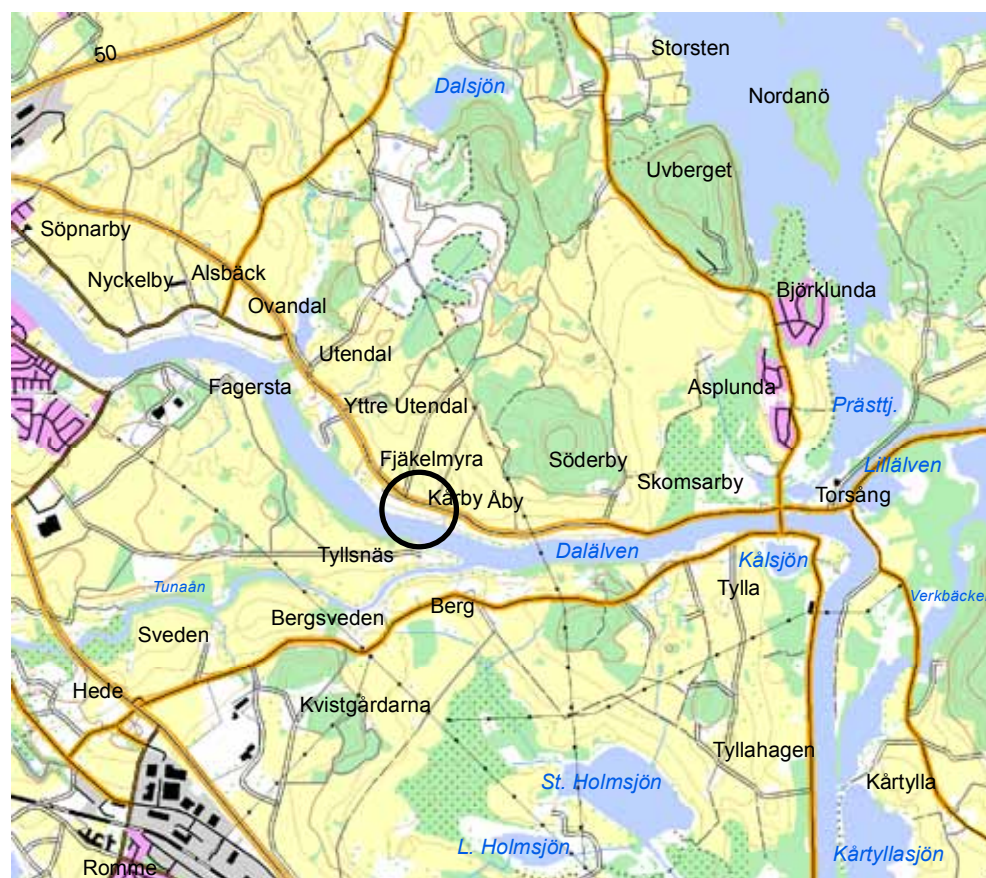 Storsten
50
Dalsjön
Nordanö
Uvberget
Söpnarby
Nyckelby
Alsbäck
Björklunda
Ovandal
Utendal
Fagersta
Asplunda
Yttre Utendal
Prästtj.
Fjäkelmyra
Söderby
Lillälven
Skomsarby
Kårby
Åby
Torsång
Tyllsnäs
Dalälven
Kålsjön
Tunaån
Tylla
Verkbäcken
Berg
Bergsveden
Sveden
Hede
Kvistgårdarna
Tyllahagen
St. Holmsjön
Kårtylla
L. Holmsjön
Kårtyllasjön
Romme